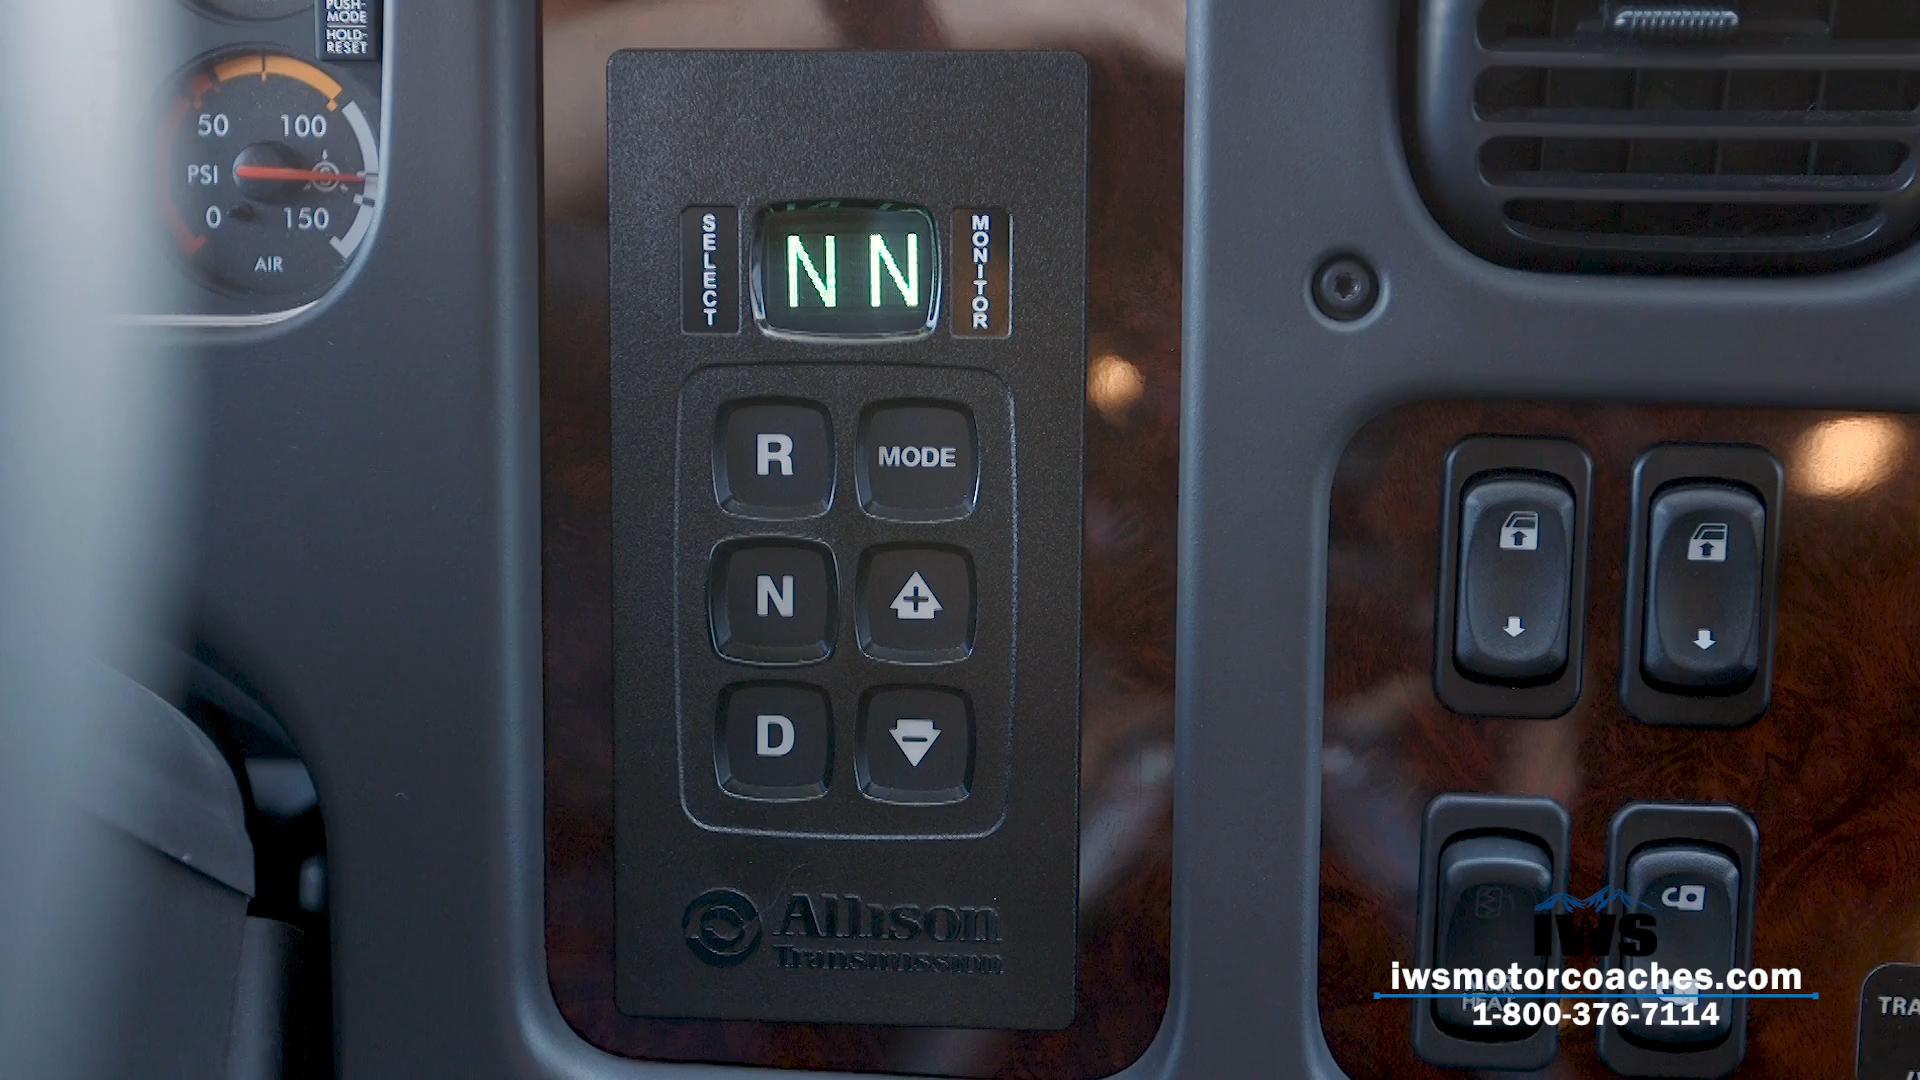 PUSH-
MODE
HOLD-
RESET
50
100
PSI
0
150
AIR
SELECT
N N
MONITOR
R
MODE
N
+
D
-
Allison
Transmission
IWS
iwsmotorcoaches.com
HEAT
1-800-376-7114
TRA